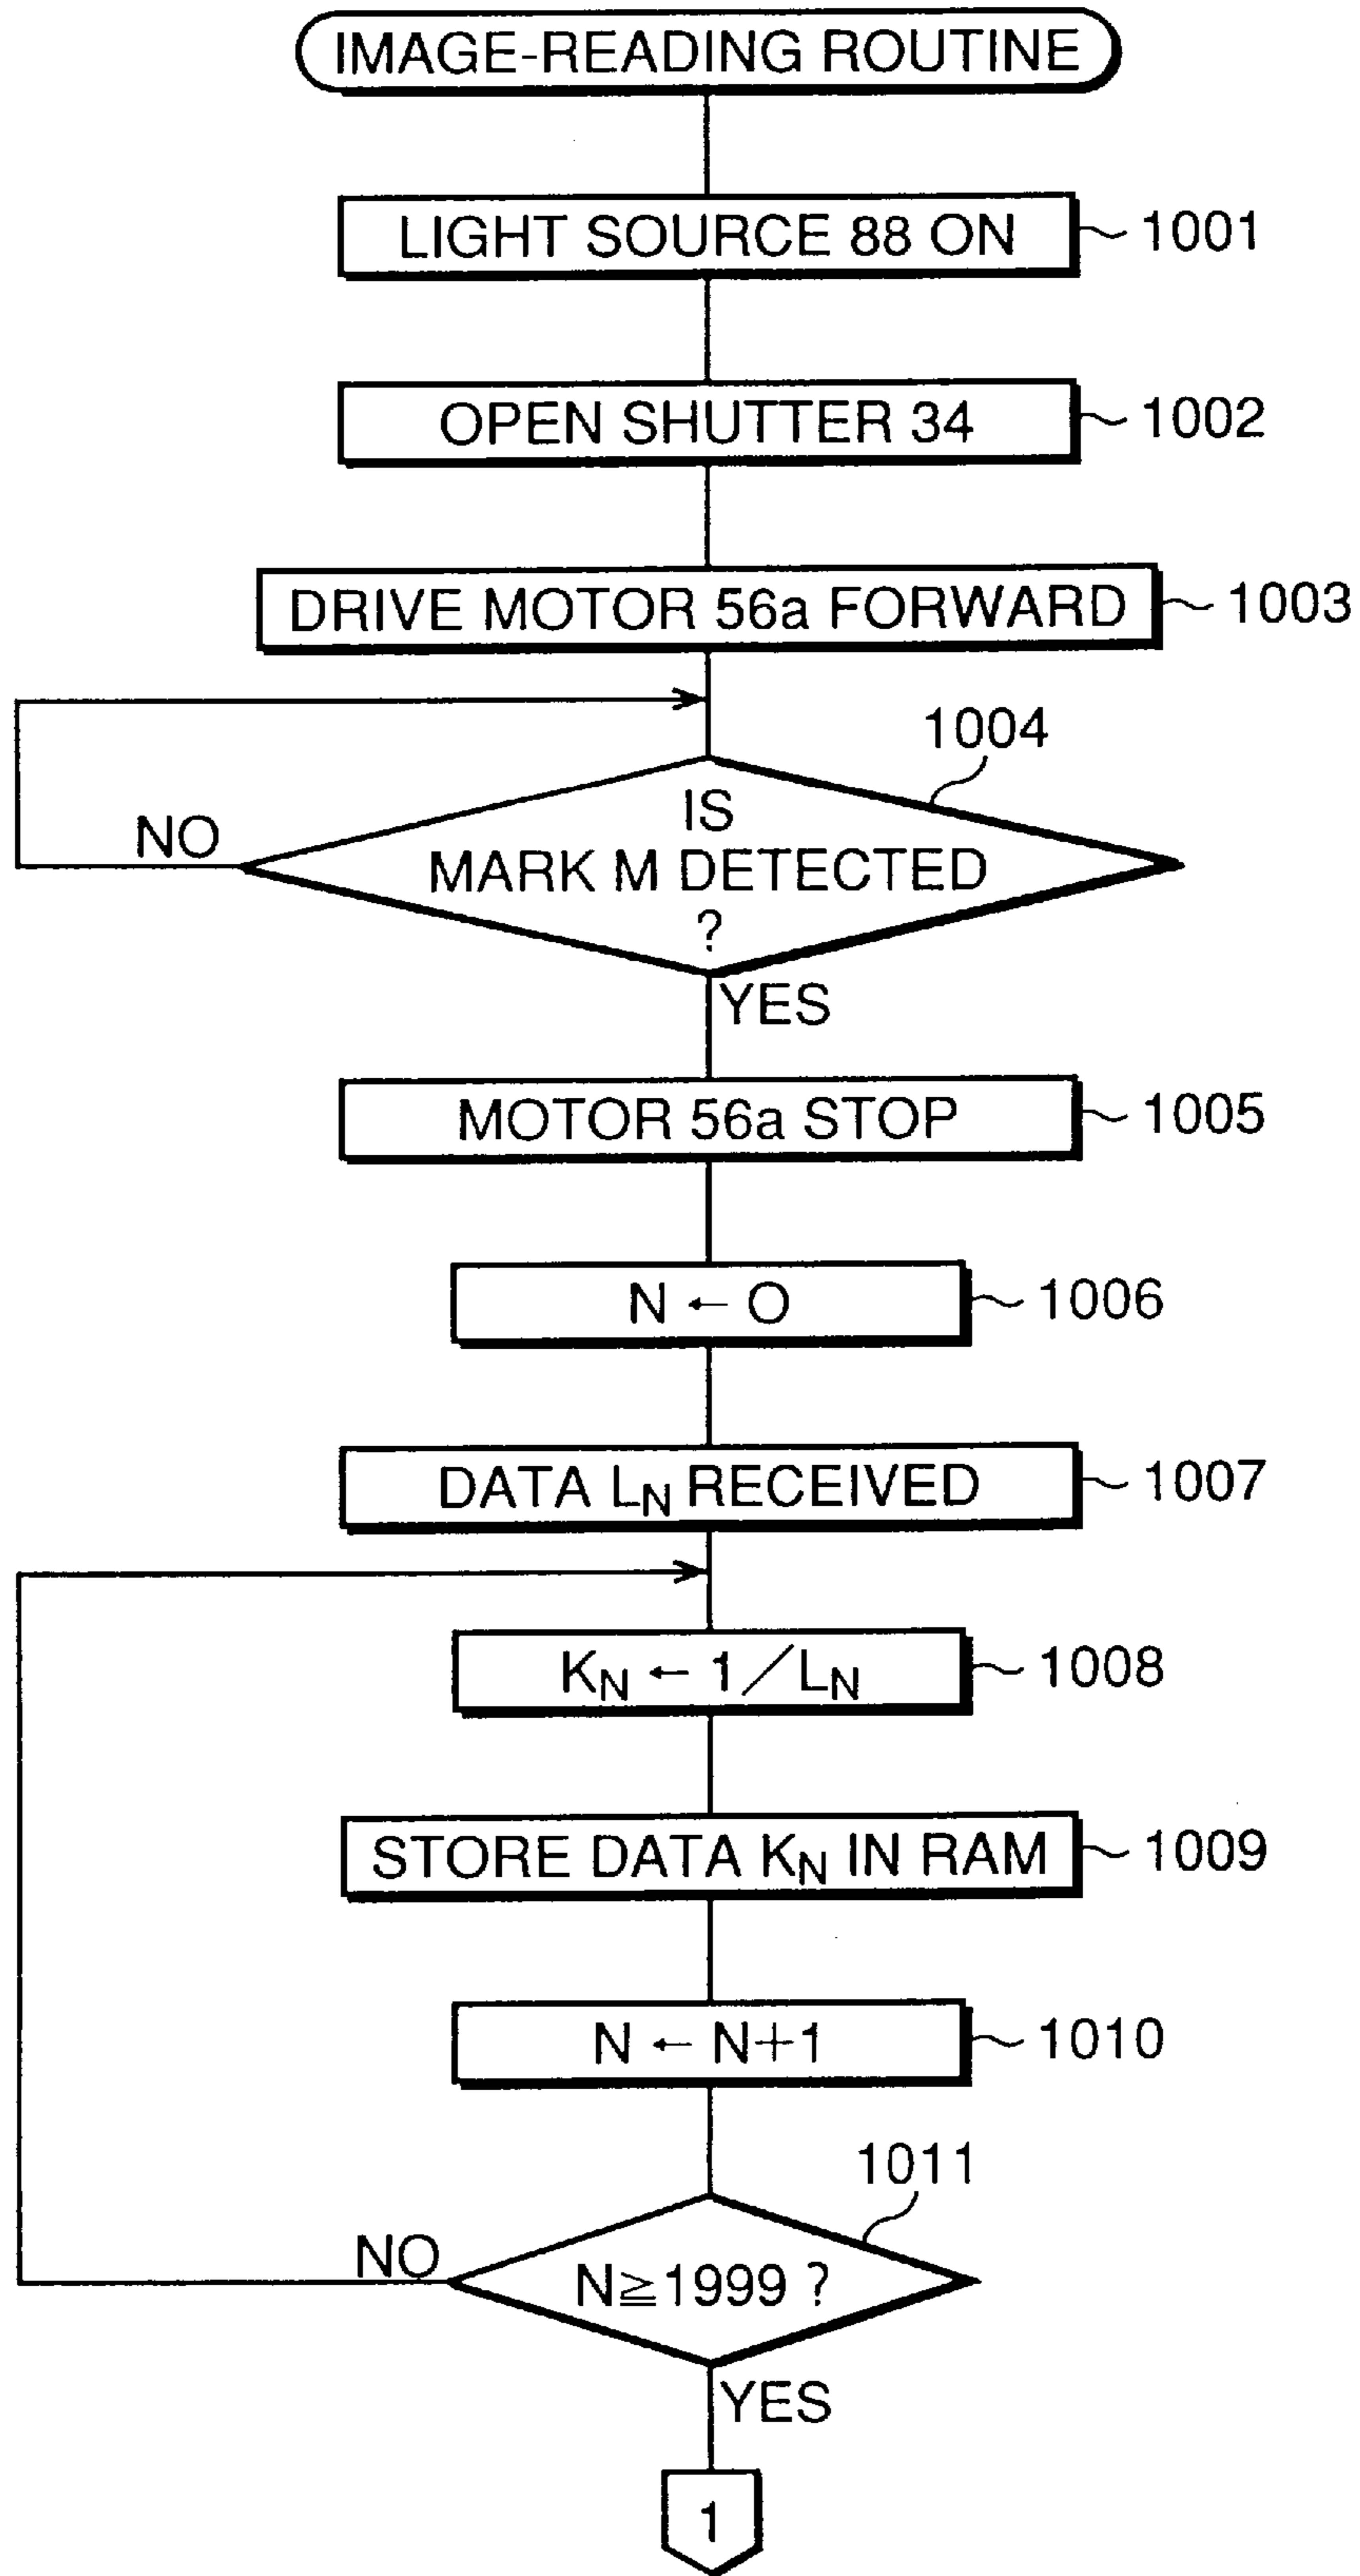 IMAGE-READING ROUTINE
LIGHT SOURCE 88 ON
1001
OPEN SHUTTER 34
1002
DRIVE MOTOR 56a FORWARD
1003
1004
IS
MARK M DETECTED
?
NO
YES
MOTOR 56a STOP
1005
N ← O
1006
DATA LN RECEIVED
1007
KN ← 1/LN
1008
STORE DATA KN IN RAM
1009
N ← N+1
1010
1011
NO
N≧1999 ?
YES
1